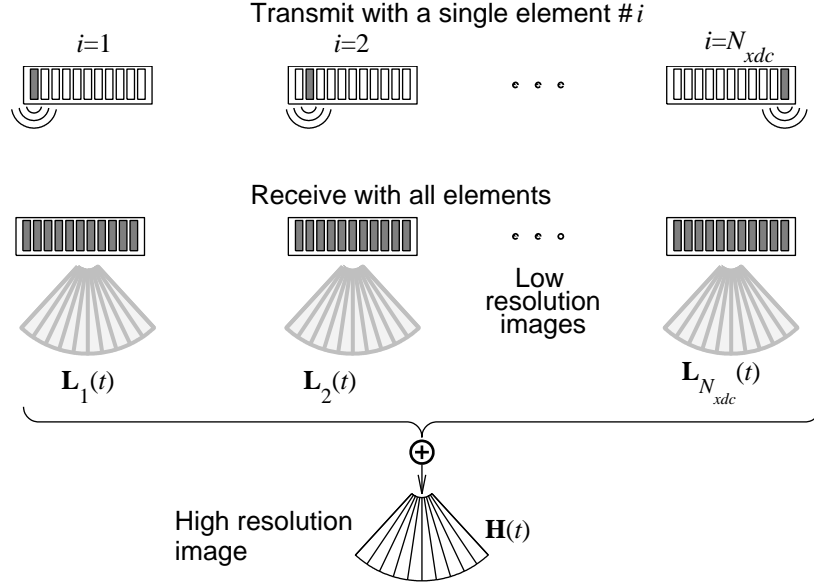 Transmit with a single element # i
i=1
i=2
i=N_xdc
Receive with all elements
Low
resolution
images
L_1(t)
L_2(t)
L_N_xdc(t)
High resolution
image
H(t)